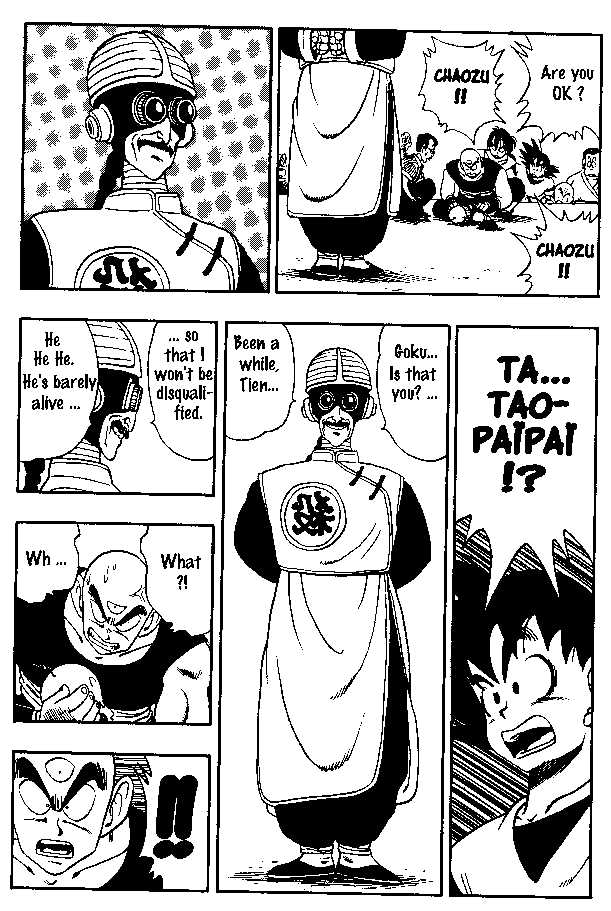 CHAOZU
!!
Are you
OK ?
CHAOZU
!!
He
He He.
He's barely
alive ...
... so
that I
won't be
disquali-
fied.
Wh ...
What
?!
!!
Been a
while,
Tien...
Goku...
Is that
you? ...
TA...
TAO-
PAÏPAÏ
!?